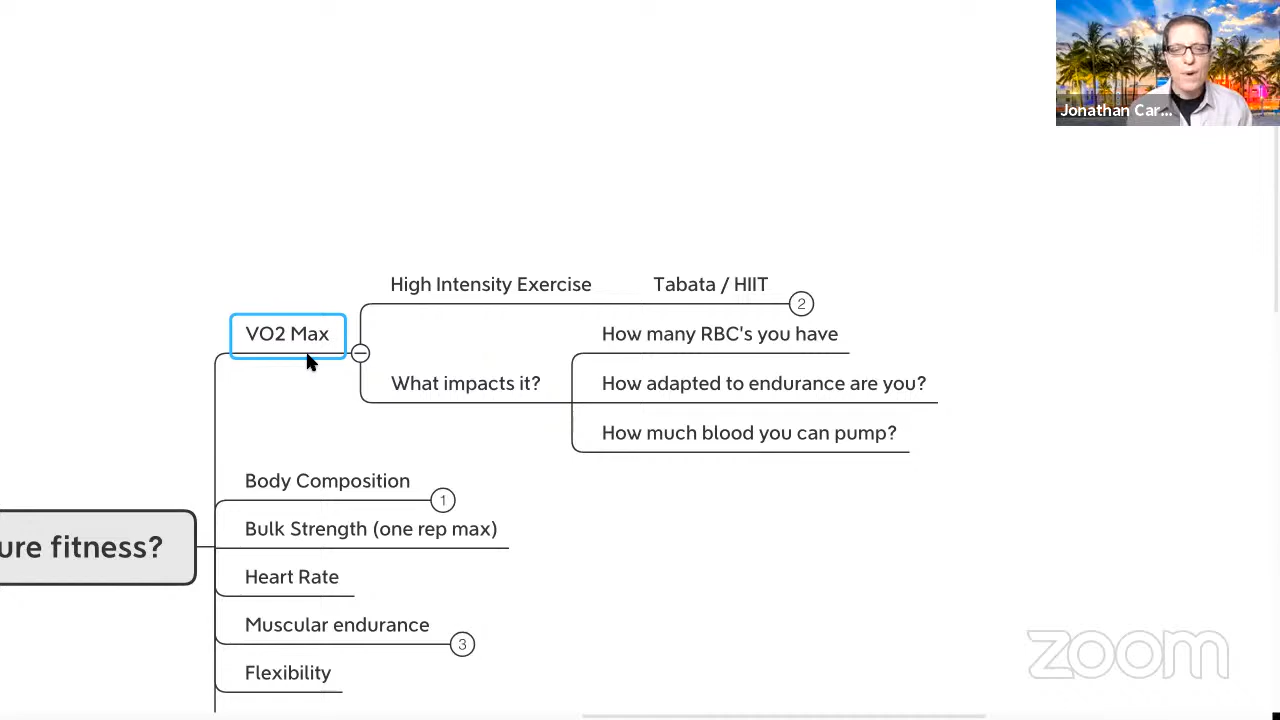 Jonathan Car...
High Intensity Exercise
Tabata / HIIT
2
VO2 Max
How many RBC's you have
What impacts it?
How adapted to endurance are you?
How much blood you can pump?
Body Composition
1
Bulk Strength (one rep max)
ure fitness?
Heart Rate
Muscular endurance
3
Flexibility
zoom